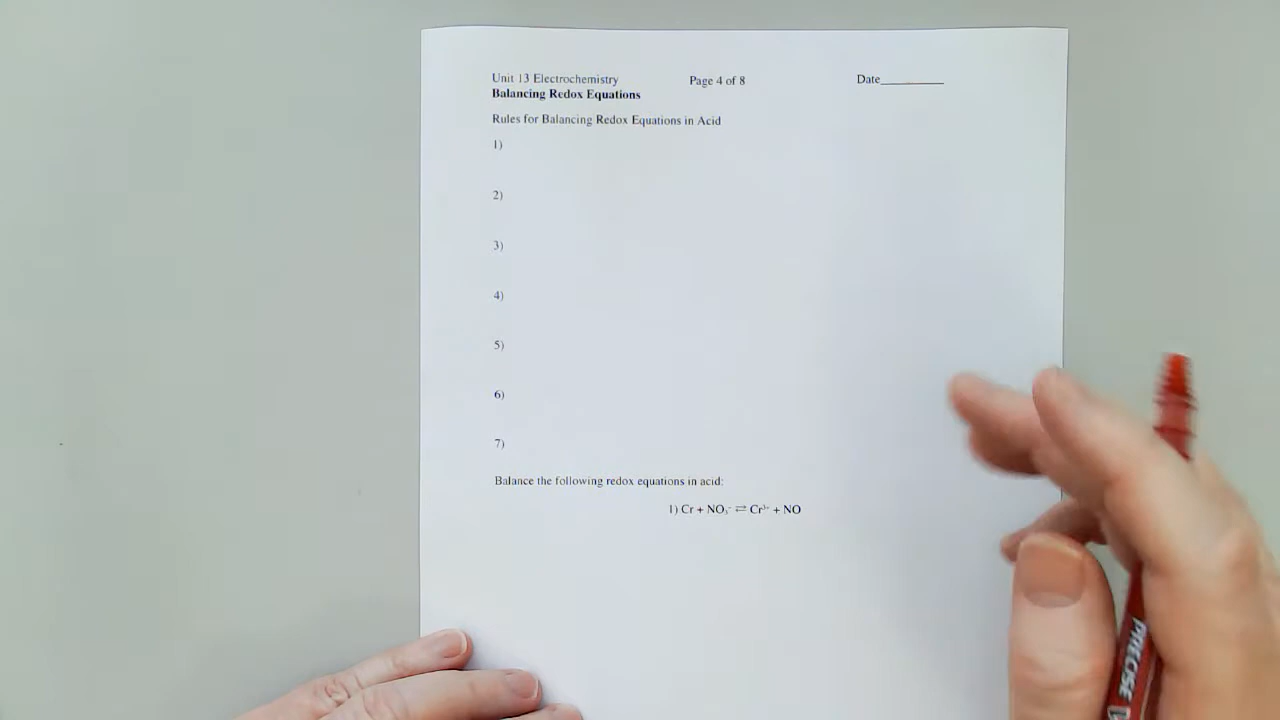 Unit 13 Electrochemistry Page 4 of 8 Date__________
Balancing Redox Equations
Rules for Balancing Redox Equations in Acid
1)
2)
3)
4)
5)
6)
7)
Balance the following redox equations in acid:
1) Cr + NO₃⁻ ⇌ Cr³⁺ + NO
PRECISE